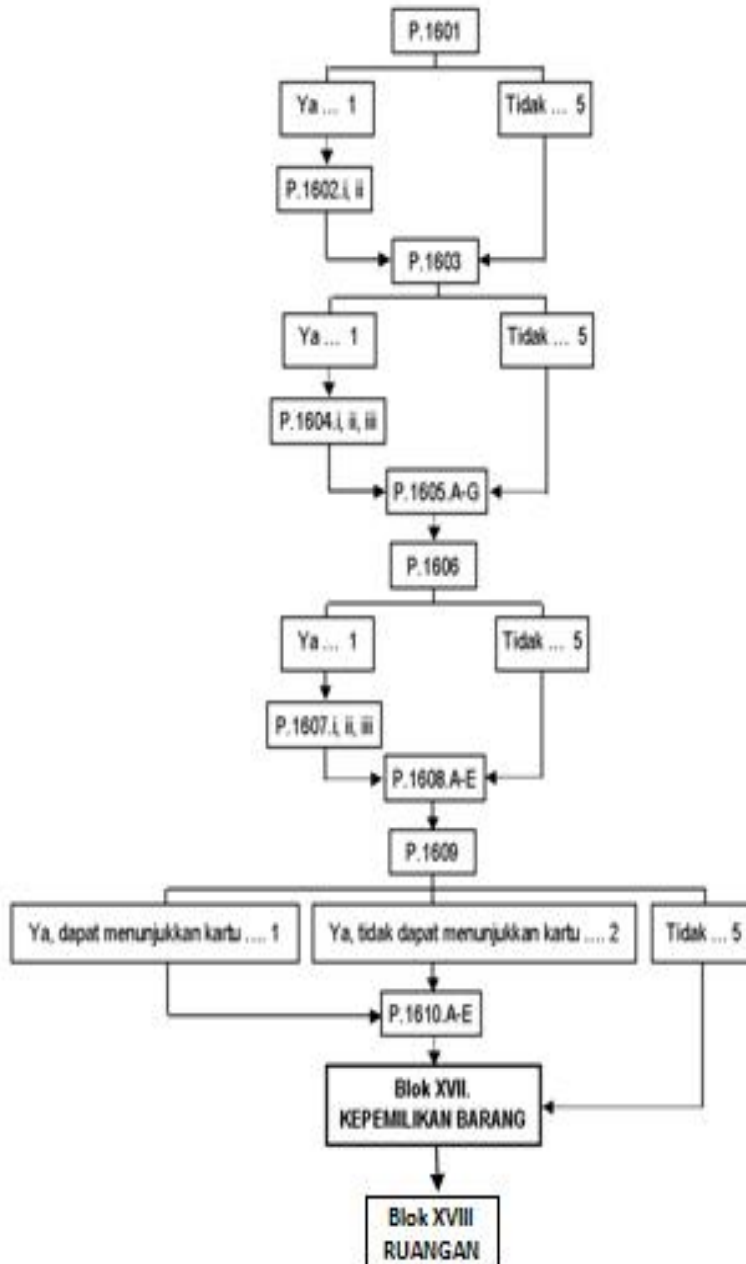 P.1601
Ya ... 1
Tidak ... 5
P.1602.i, ii
P.1603
Ya ... 1
Tidak ... 5
P.1604.i, ii, iii
P.1605.A-G
P.1606
Ya ... 1
Tidak ... 5
P.1607.i, ii, iii
P.1608.A-E
P.1609
Ya, dapat menunjukkan kartu .... 1
Ya, tidak dapat menunjukkan kartu .... 2
Tidak ... 5
P.1610.A-E
Blok XVII.
KEPEMILIKAN BARANG
Blok XVIII
RUANGAN